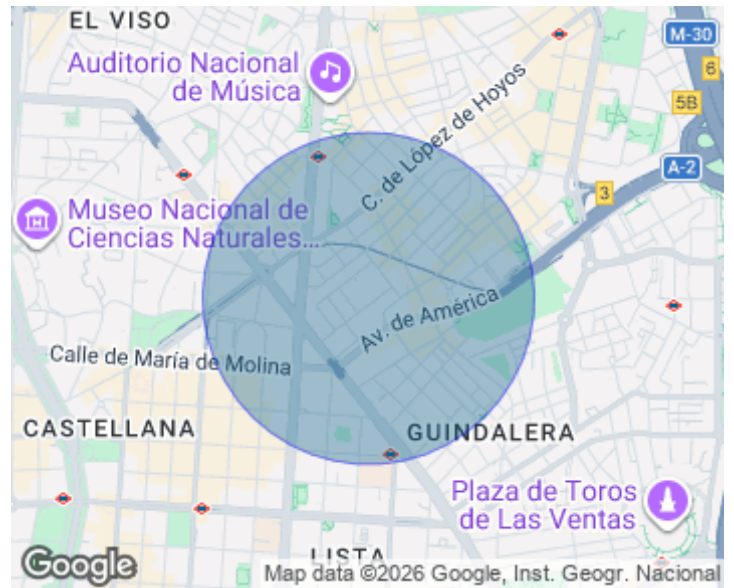 EL VISO
M-30
Auditorio Nacional
de Música
6
5B
C. de López de Hoyos
A-2
3
Museo Nacional de
Ciencias Naturales...
Av. de América
Calle de María de Molina
CASTELLANA
GUINDALERA
Plaza de Toros
de Las Ventas
LISTA
Google
Map data ©2026 Google, Inst. Geogr. Nacional